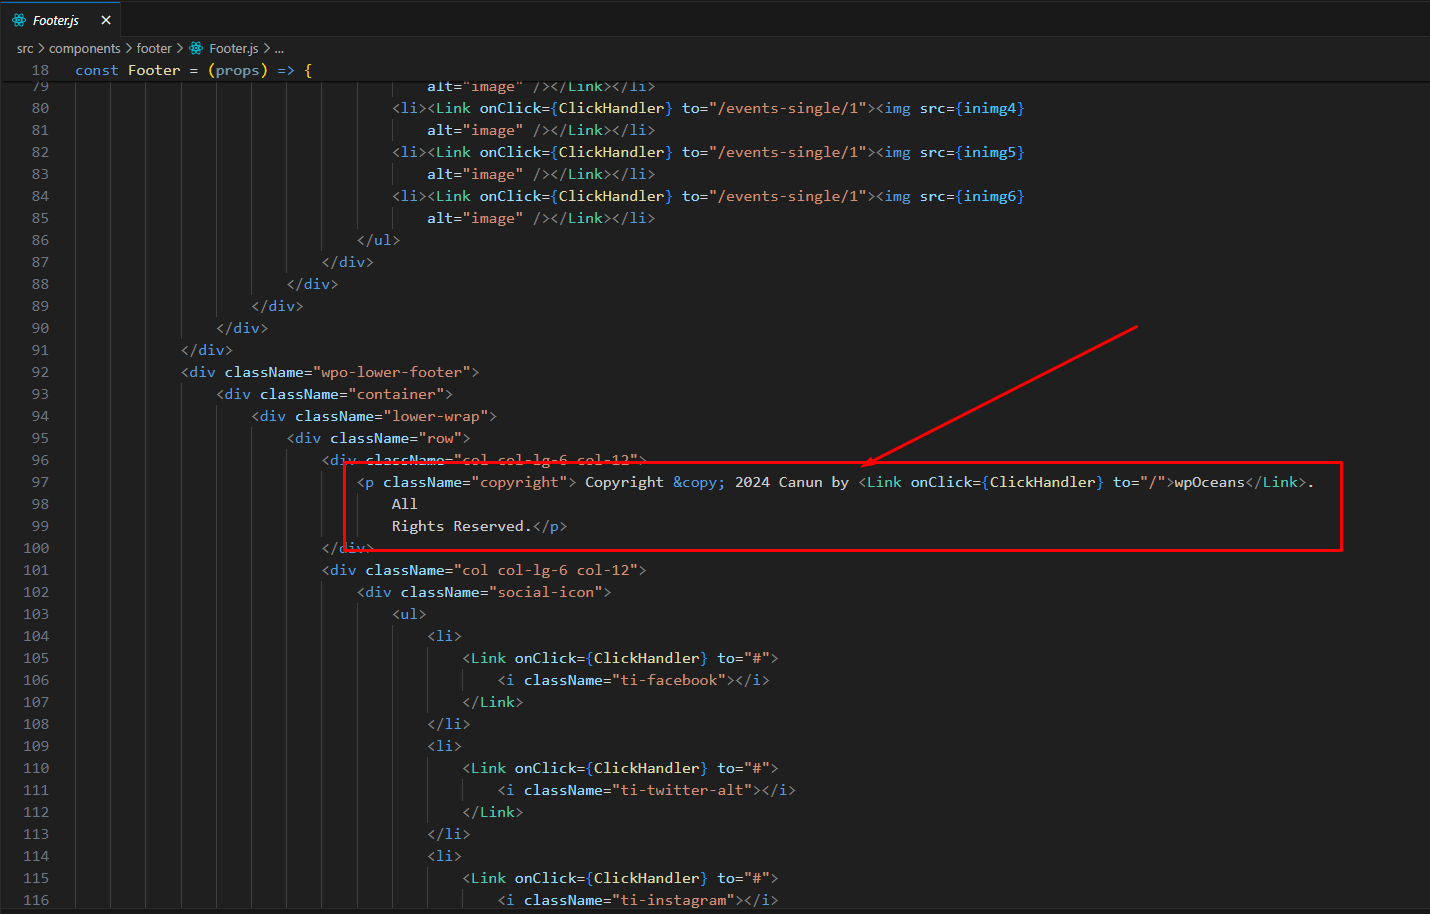 Footer.js
src > components > footer > Footer.js > ...
18 const Footer = (props) => {
79 alt="image" /></Link></li>
80 <li><Link onClick={ClickHandler} to="/events-single/1"><img src={inimg4}
81 alt="image" /></Link></li>
82 <li><Link onClick={ClickHandler} to="/events-single/1"><img src={inimg5}
83 alt="image" /></Link></li>
84 <li><Link onClick={ClickHandler} to="/events-single/1"><img src={inimg6}
85 alt="image" /></Link></li>
86 </ul>
87 </div>
88 </div>
89 </div>
90 </div>
91 </div>
92 <div className="wpo-lower-footer">
93 <div className="container">
94 <div className="lower-wrap">
95 <div className="row">
96 <div className="col col-lg-6 col-12">
97 <p className="copyright"> Copyright &copy; 2024 Canun by <Link onClick={ClickHandler} to="/">wpOceans</Link>.
98 All
99 Rights Reserved.</p>
100 </div>
101 <div className="col col-lg-6 col-12">
102 <div className="social-icon">
103 <ul>
104 <li>
105 <Link onClick={ClickHandler} to="#">
106 <i className="ti-facebook"></i>
107 </Link>
108 </li>
109 <li>
110 <Link onClick={ClickHandler} to="#">
111 <i className="ti-twitter-alt"></i>
112 </Link>
113 </li>
114 <li>
115 <Link onClick={ClickHandler} to="#">
116 <i className="ti-instagram"></i>